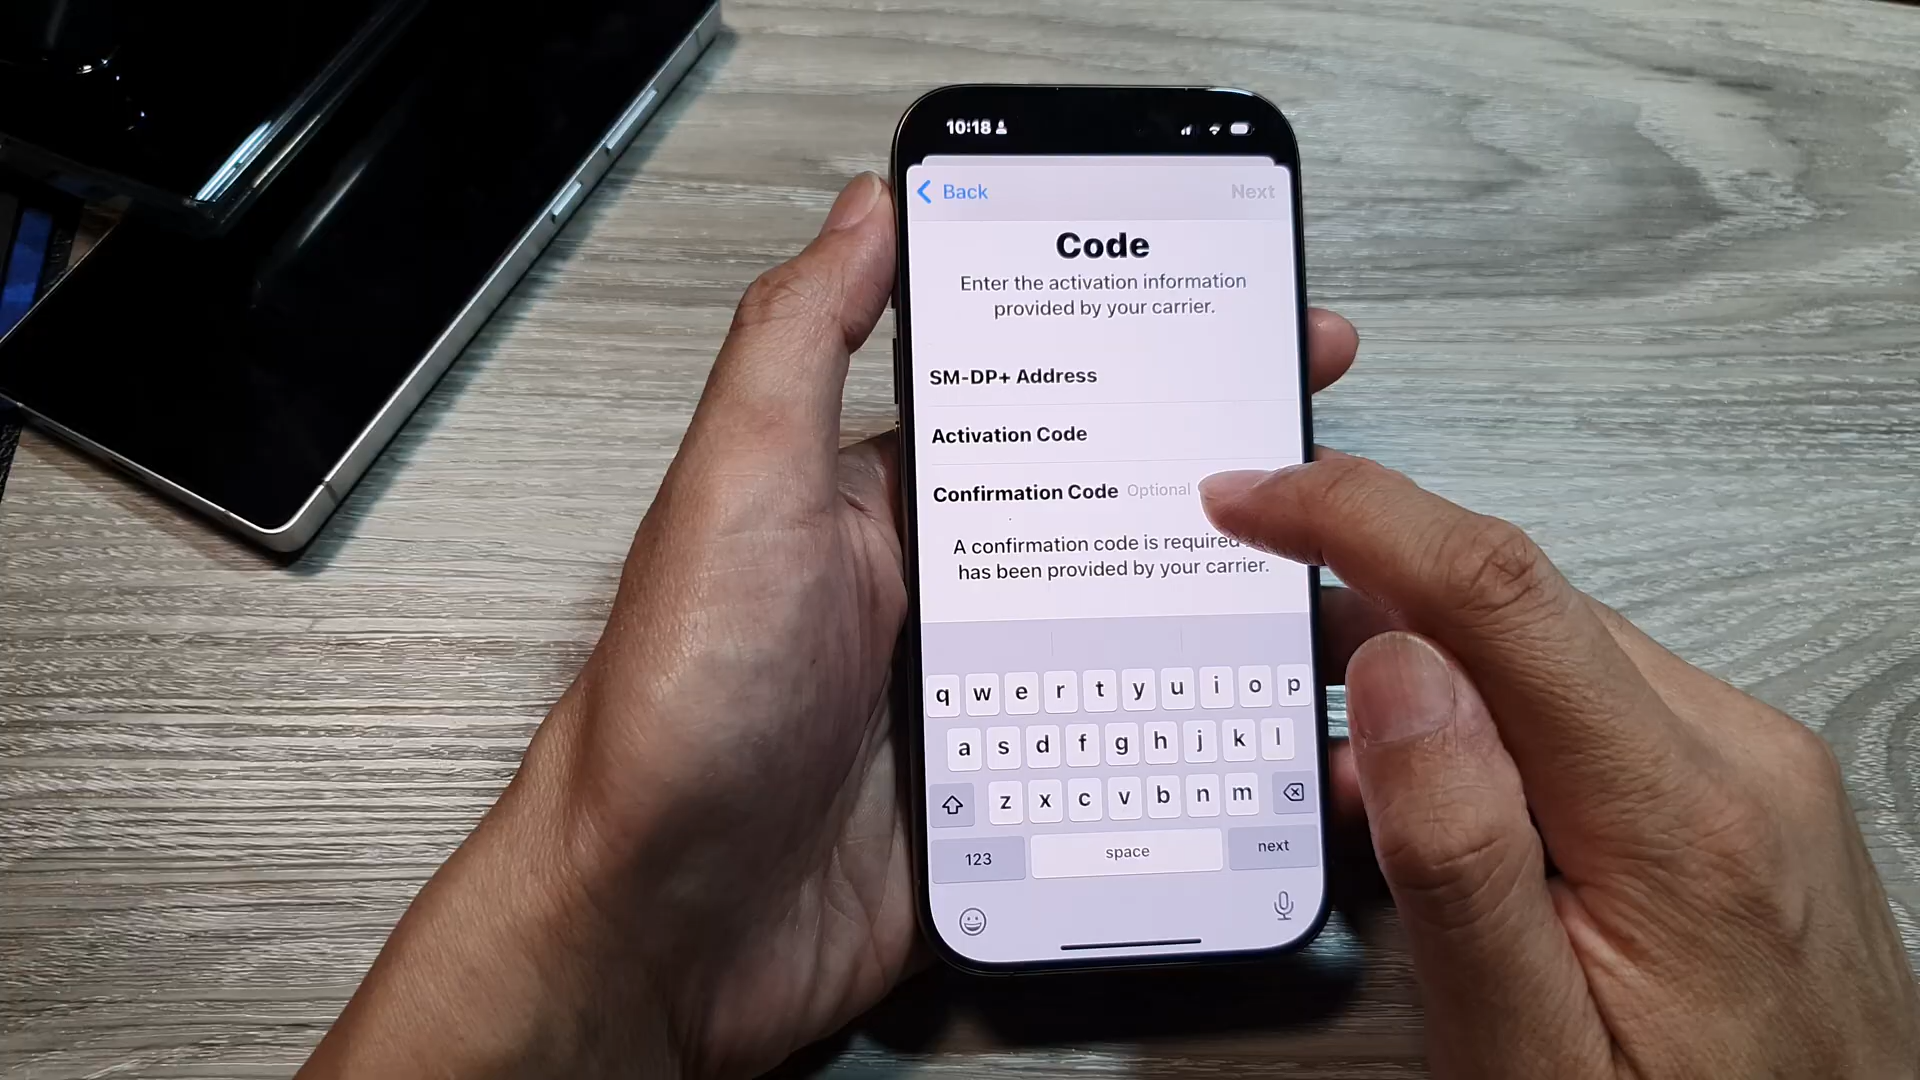 10:18
Back Next
Code
Enter the activation information
provided by your carrier.
SM-DP+ Address
Activation Code
Confirmation Code Optional
A confirmation code is required
has been provided by your carrier.
q w e r t y u i o p
a s d f g h j k l
z x c v b n m
123 space next